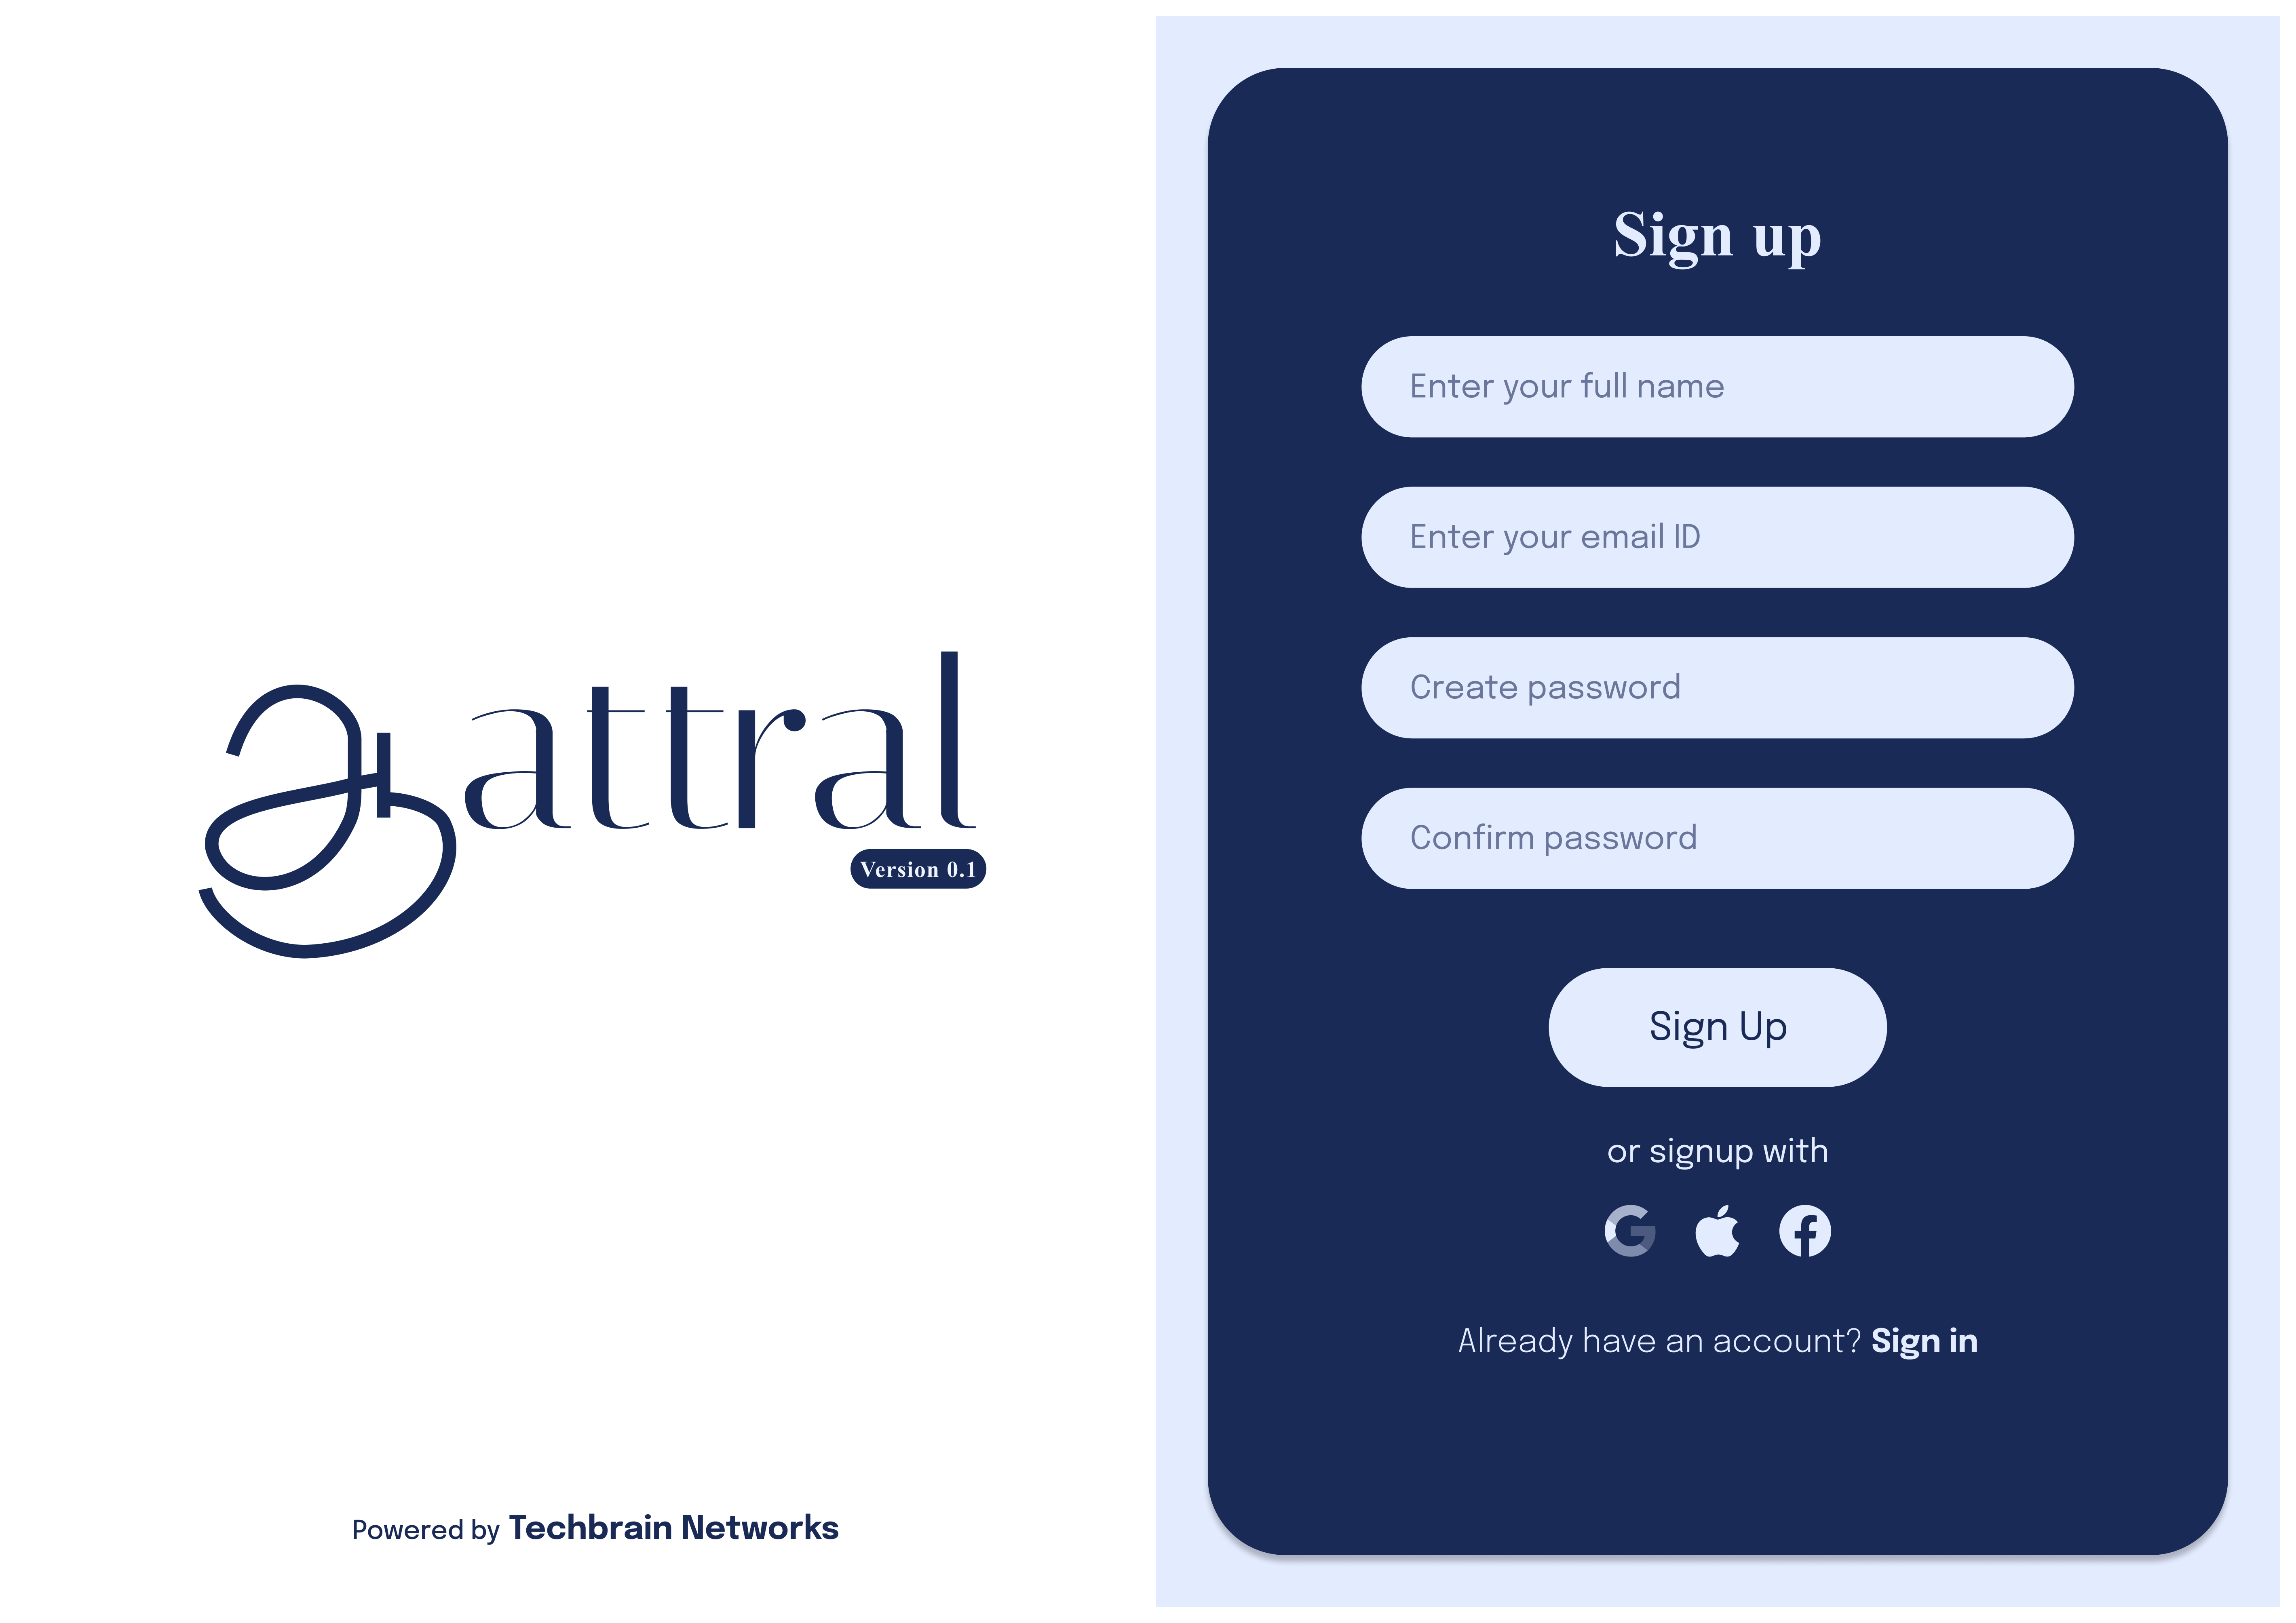 attral
Version 0.1
Powered by Techbrain Networks
Sign up
Enter your full name
Enter your email ID
Create password
Confirm password
Sign Up
or signup with
Already have an account? Sign in